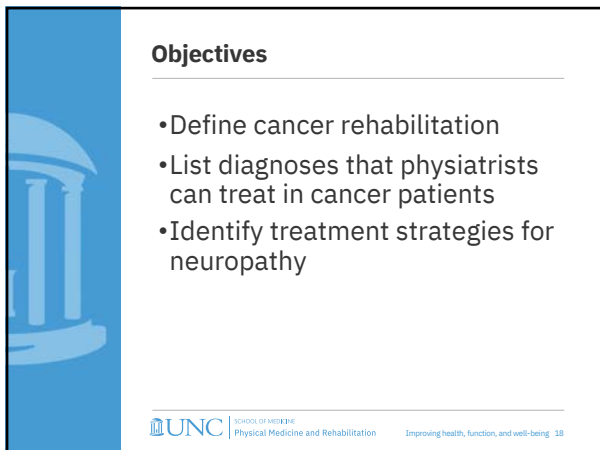 Objectives
•Define cancer rehabilitation
•List diagnoses that physiatrists
can treat in cancer patients
•Identify treatment strategies for
neuropathy
UNC
SCHOOL OF MEDICINE
Physical Medicine and Rehabilitation
Improving health, function, and well-being 18